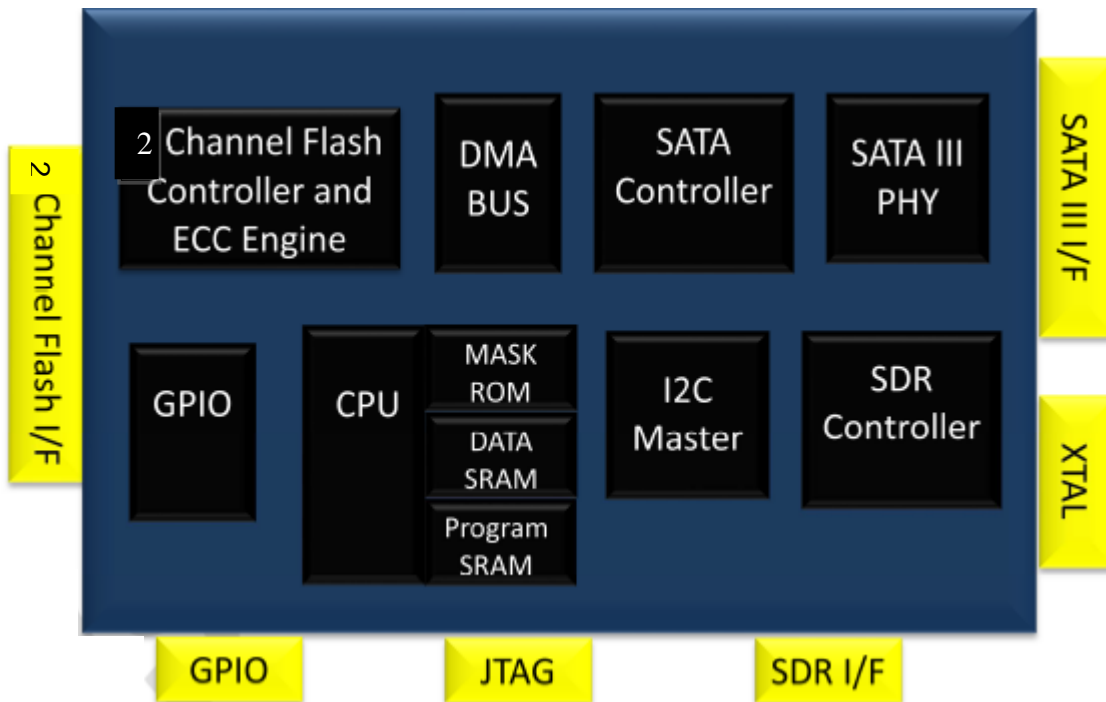 2 Channel Flash
Controller and
ECC Engine
DMA
BUS
SATA
Controller
SATA III
PHY
GPIO
CPU
MASK
ROM
DATA
SRAM
Program
SRAM
I2C
Master
SDR
Controller
2 Channel Flash I/F
SATA III I/F
XTAL
GPIO
JTAG
SDR I/F